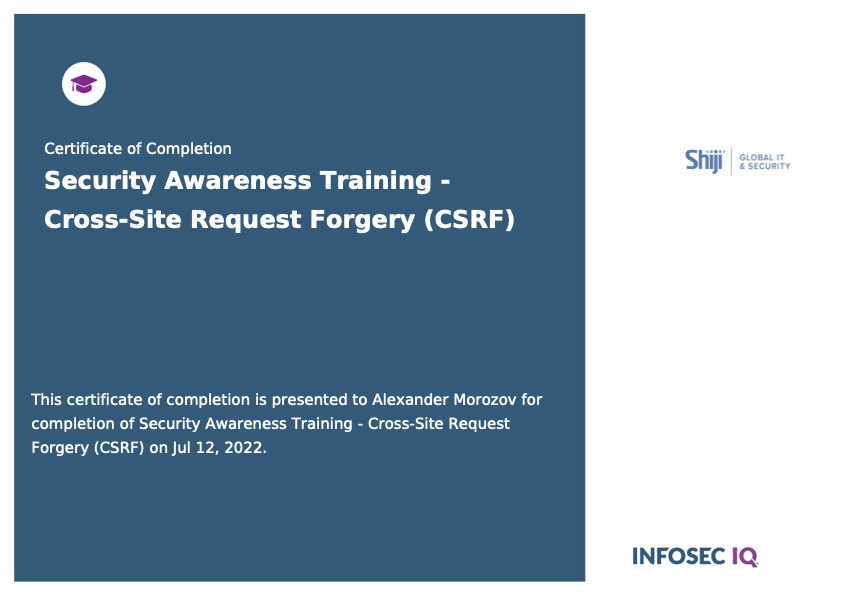 Certificate of Completion
Security Awareness Training -
Cross-Site Request Forgery (CSRF)
This certificate of completion is presented to Alexander Morozov for
completion of Security Awareness Training - Cross-Site Request
Forgery (CSRF) on Jul 12, 2022.
Shiji
GLOBAL IT
& SECURITY
INFOSEC IQ